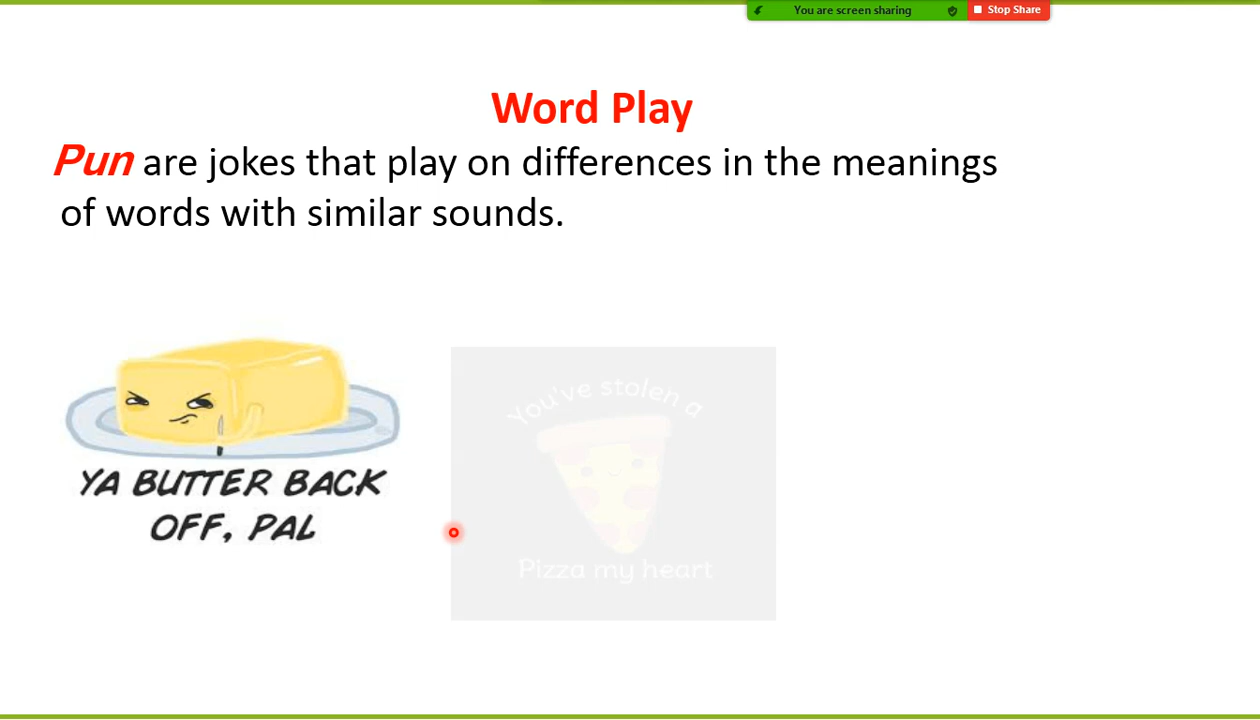 You are screen sharing
Stop Share
Word Play
Pun are jokes that play on differences in the meanings
of words with similar sounds.
YA BUTTER BACK
OFF, PAL
You've stolen a
Pizza my heart